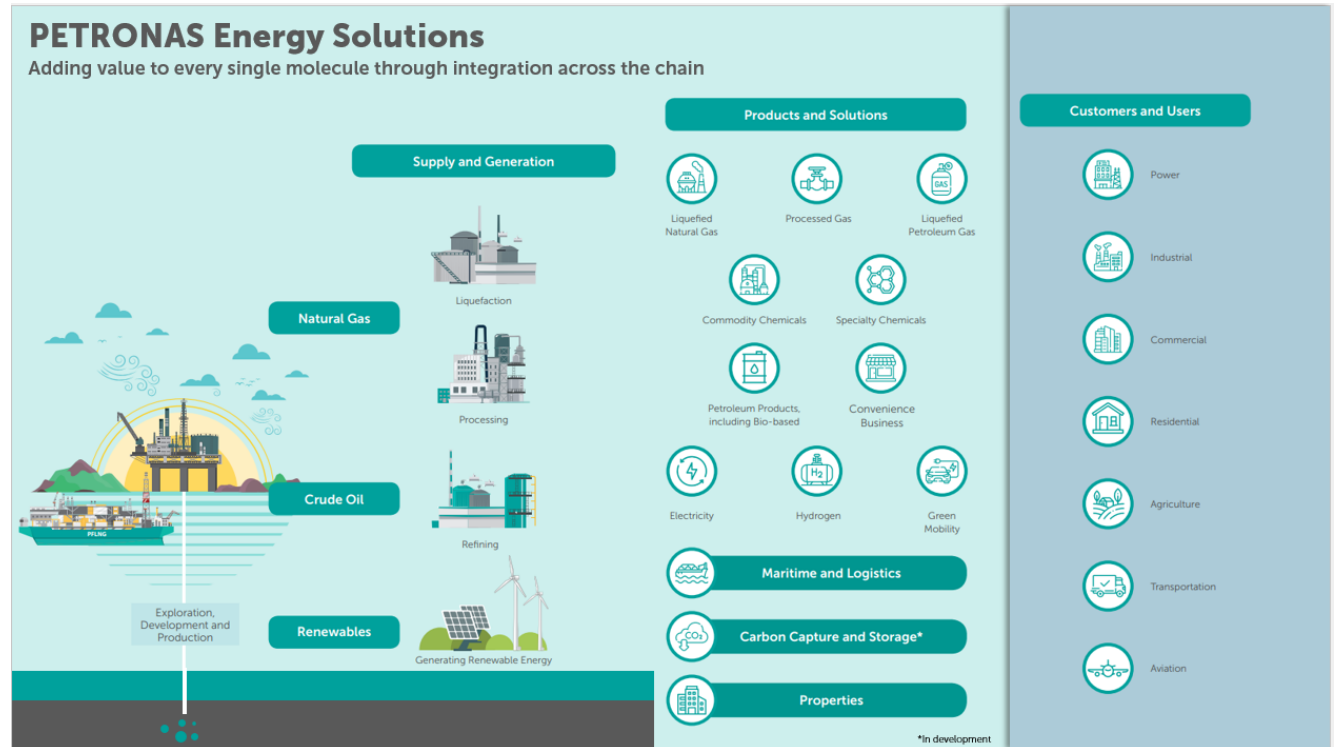 PETRONAS Energy Solutions
Adding value to every single molecule through integration across the chain
Supply and Generation
Natural Gas
Liquefaction
Processing
Crude Oil
PFLNG
Refining
Exploration,
Development and
Production
Renewables
Generating Renewable Energy
Products and Solutions
Liquefied
Natural Gas
Processed Gas
GAS
Liquefied
Petroleum Gas
Commodity Chemicals
Specialty Chemicals
Petroleum Products,
including Bio-based
Convenience
Business
Electricity
H2
Hydrogen
Green
Mobility
Maritime and Logistics
CO2
Carbon Capture and Storage*
Properties
*In development
Customers and Users
Power
Industrial
Commercial
Residential
Agriculture
Transportation
Aviation